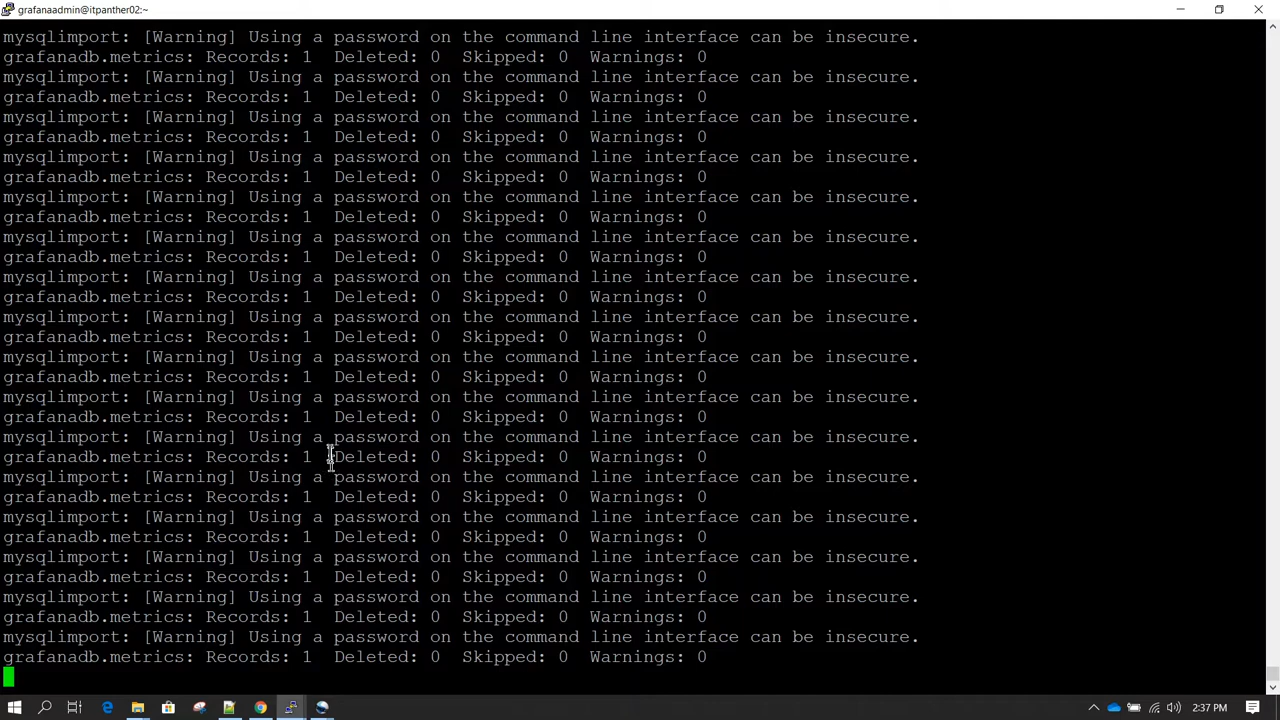 grafanaadmin@itpanther02:~
mysqlimport: [Warning] Using a password on the command line interface can be insecure.
grafanadb.metrics: Records: 1  Deleted: 0  Skipped: 0  Warnings: 0
mysqlimport: [Warning] Using a password on the command line interface can be insecure.
grafanadb.metrics: Records: 1  Deleted: 0  Skipped: 0  Warnings: 0
mysqlimport: [Warning] Using a password on the command line interface can be insecure.
grafanadb.metrics: Records: 1  Deleted: 0  Skipped: 0  Warnings: 0
mysqlimport: [Warning] Using a password on the command line interface can be insecure.
grafanadb.metrics: Records: 1  Deleted: 0  Skipped: 0  Warnings: 0
mysqlimport: [Warning] Using a password on the command line interface can be insecure.
grafanadb.metrics: Records: 1  Deleted: 0  Skipped: 0  Warnings: 0
mysqlimport: [Warning] Using a password on the command line interface can be insecure.
grafanadb.metrics: Records: 1  Deleted: 0  Skipped: 0  Warnings: 0
mysqlimport: [Warning] Using a password on the command line interface can be insecure.
grafanadb.metrics: Records: 1  Deleted: 0  Skipped: 0  Warnings: 0
mysqlimport: [Warning] Using a password on the command line interface can be insecure.
grafanadb.metrics: Records: 1  Deleted: 0  Skipped: 0  Warnings: 0
mysqlimport: [Warning] Using a password on the command line interface can be insecure.
grafanadb.metrics: Records: 1  Deleted: 0  Skipped: 0  Warnings: 0
mysqlimport: [Warning] Using a password on the command line interface can be insecure.
grafanadb.metrics: Records: 1  Deleted: 0  Skipped: 0  Warnings: 0
mysqlimport: [Warning] Using a password on the command line interface can be insecure.
grafanadb.metrics: Records: 1  Deleted: 0  Skipped: 0  Warnings: 0
mysqlimport: [Warning] Using a password on the command line interface can be insecure.
grafanadb.metrics: Records: 1  Deleted: 0  Skipped: 0  Warnings: 0
mysqlimport: [Warning] Using a password on the command line interface can be insecure.
grafanadb.metrics: Records: 1  Deleted: 0  Skipped: 0  Warnings: 0
mysqlimport: [Warning] Using a password on the command line interface can be insecure.
grafanadb.metrics: Records: 1  Deleted: 0  Skipped: 0  Warnings: 0
mysqlimport: [Warning] Using a password on the command line interface can be insecure.
grafanadb.metrics: Records: 1  Deleted: 0  Skipped: 0  Warnings: 0
mysqlimport: [Warning] Using a password on the command line interface can be insecure.
grafanadb.metrics: Records: 1  Deleted: 0  Skipped: 0  Warnings: 0
2:37 PM